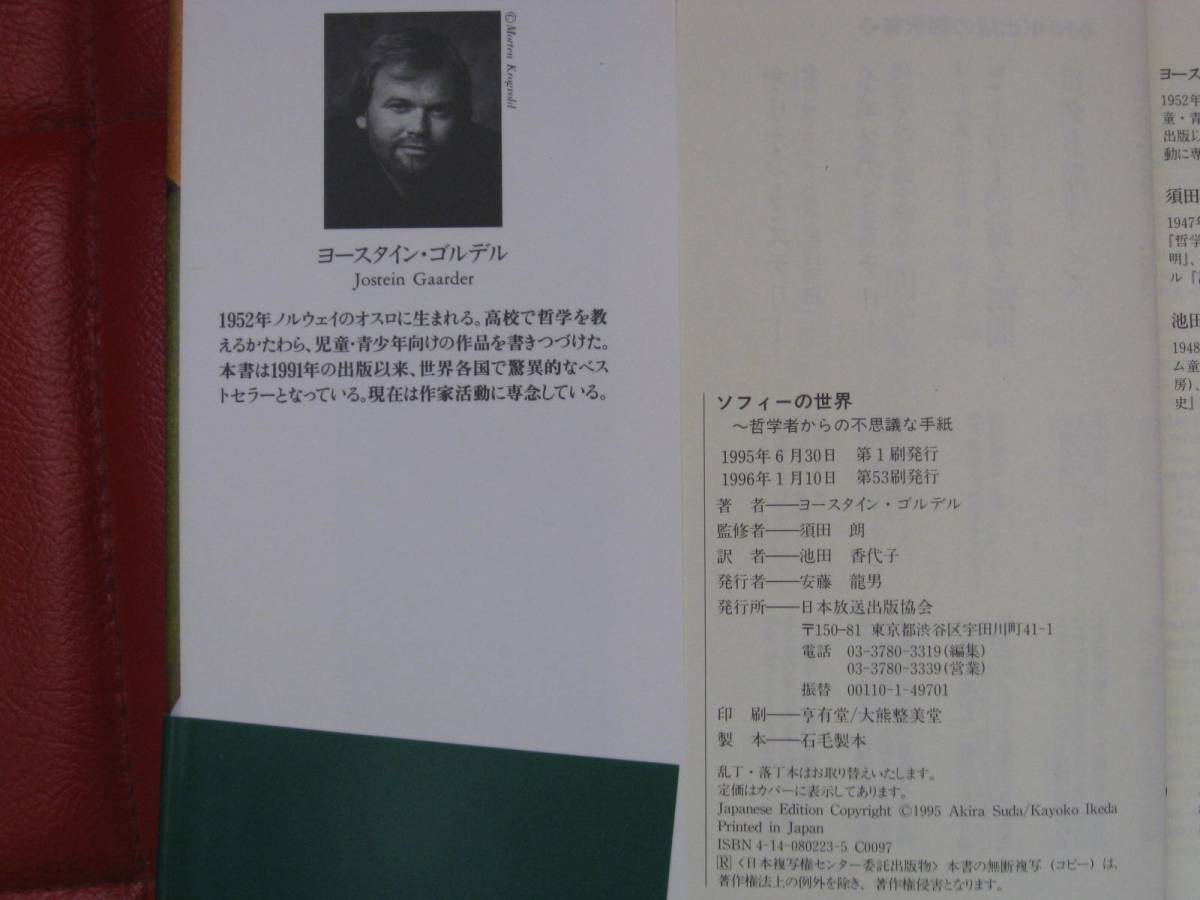 ©Morten Krogvold
ヨースタイン・ゴルデル
Jostein Gaarder
1952年ノルウェイのオスロに生まれる。高校で哲学を教
えるかたわら、児童・青少年向けの作品を書きつづけた。
本書は1991年の出版以来、世界各国で驚異的なベス
トセラーとなっている。現在は作家活動に専念している。
ソフィーの世界
～哲学者からの不思議な手紙
1995年6月30日 第1刷発行
1996年1月10日 第53刷発行
著 者――ヨースタイン・ゴルデル
監修者――須田 朗
訳 者――池田 香代子
発行者――安藤 龍男
発行所――日本放送出版協会
〒150-81 東京都渋谷区宇田川町41-1
電話 03-3780-3319(編集)
03-3780-3339(営業)
振替 00110-1-49701
印 刷――亨有堂/大熊整美堂
製 本――石毛製本
乱丁・落丁本はお取り替えいたします。
定価はカバーに表示してあります。
Japanese Edition Copyright ©1995 Akira Suda/Kayoko Ikeda
Printed in Japan
ISBN 4-14-080223-5 C0097
R〈日本複写権センター委託出版物〉本書の無断複写(コピー)は、
著作権法上の例外を除き、著作権侵害となります。
ヨース
1952年
童・青
出版以
動に専
須田
1947年
『哲学
明』、
ル『
池田
1948
ム童
房)、
史』